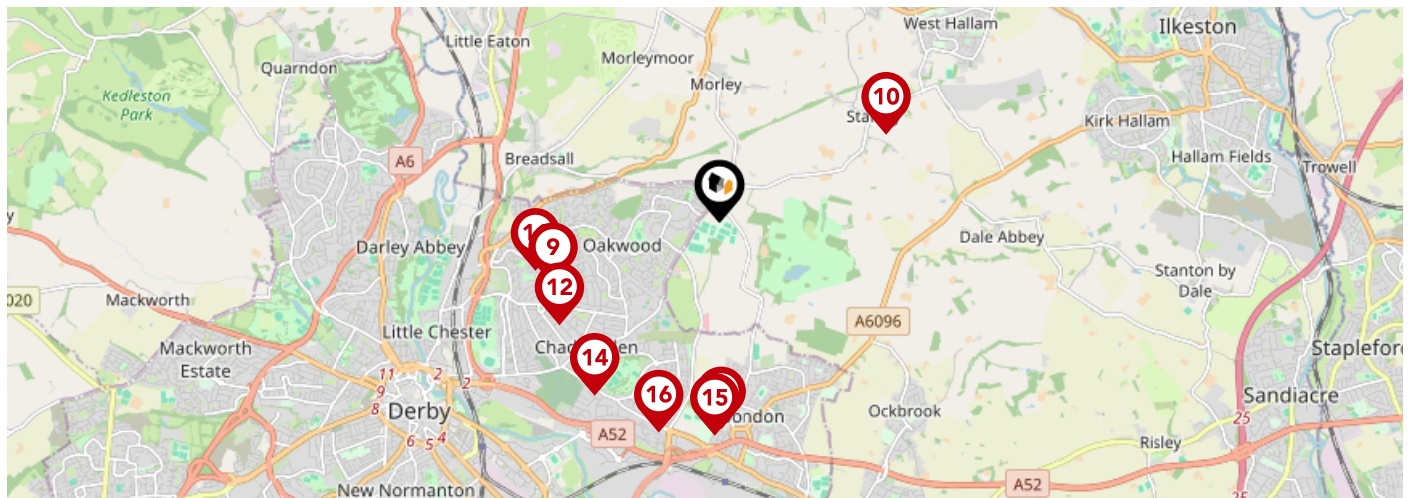 West Hallam
Ilkeston
Little Eaton
Quarndon
Morleymoor
Morley
Kedleston
Park
10
Kirk Hallam
Breadsall
A6
Hallam Fields
Trowell
9
Oakwood
Darley Abbey
Dale Abbey
12
Stanton by
Dale
020
Mackworth
Little Chester
A6096
Mackworth
Estate
14
11
2
2
9
8
16
15
Derby
6
5
4
Ockbrook
Sandiacre
25
A52
Risley
A52
New Normanton
25